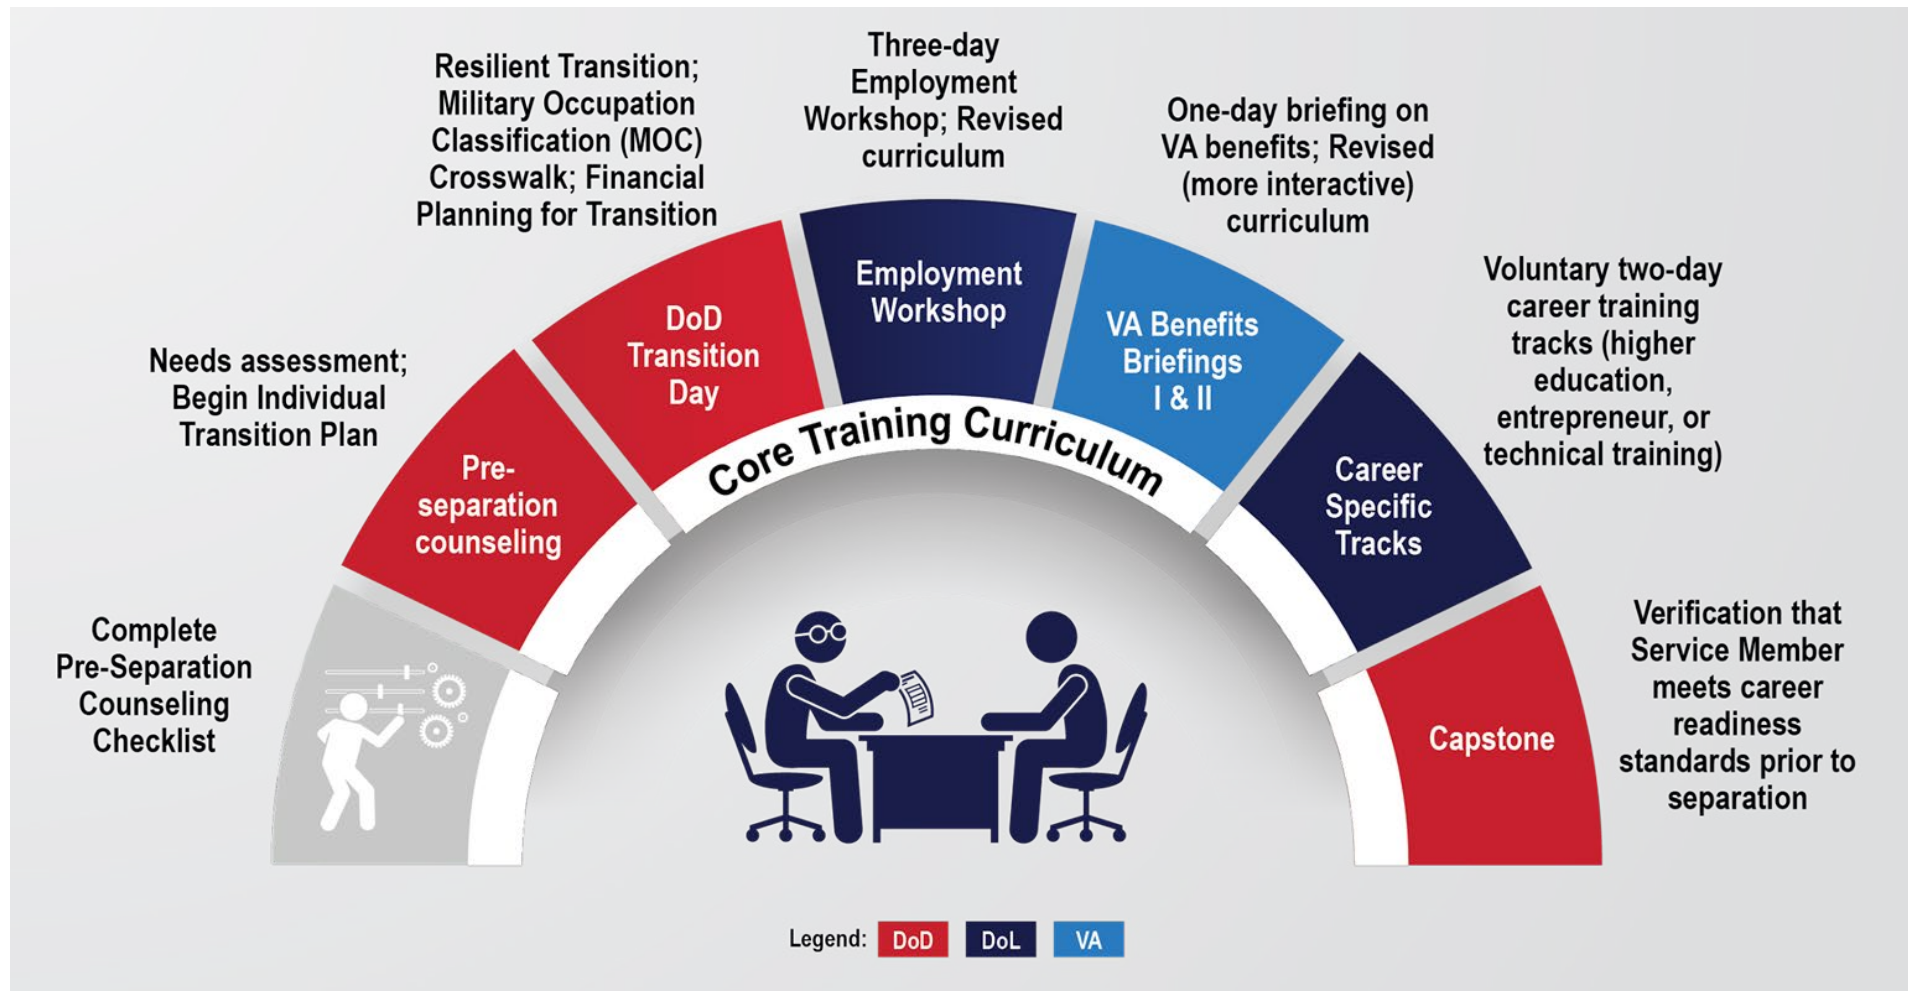 Complete
Pre-Separation
Counseling
Checklist
Needs assessment;
Begin Individual
Transition Plan
Pre-
separation
counseling
Resilient Transition;
Military Occupation
Classification (MOC)
Crosswalk; Financial
Planning for Transition
DoD
Transition
Day
Three-day
Employment
Workshop; Revised
curriculum
Employment
Workshop
One-day briefing on
VA benefits; Revised
(more interactive)
curriculum
VA Benefits
Briefings
I & II
Core Training Curriculum
Voluntary two-day
career training
tracks (higher
education,
entrepreneur, or
technical training)
Career
Specific
Tracks
Verification that
Service Member
meets career
readiness
standards prior to
separation
Capstone
Legend: DoD DoL VA